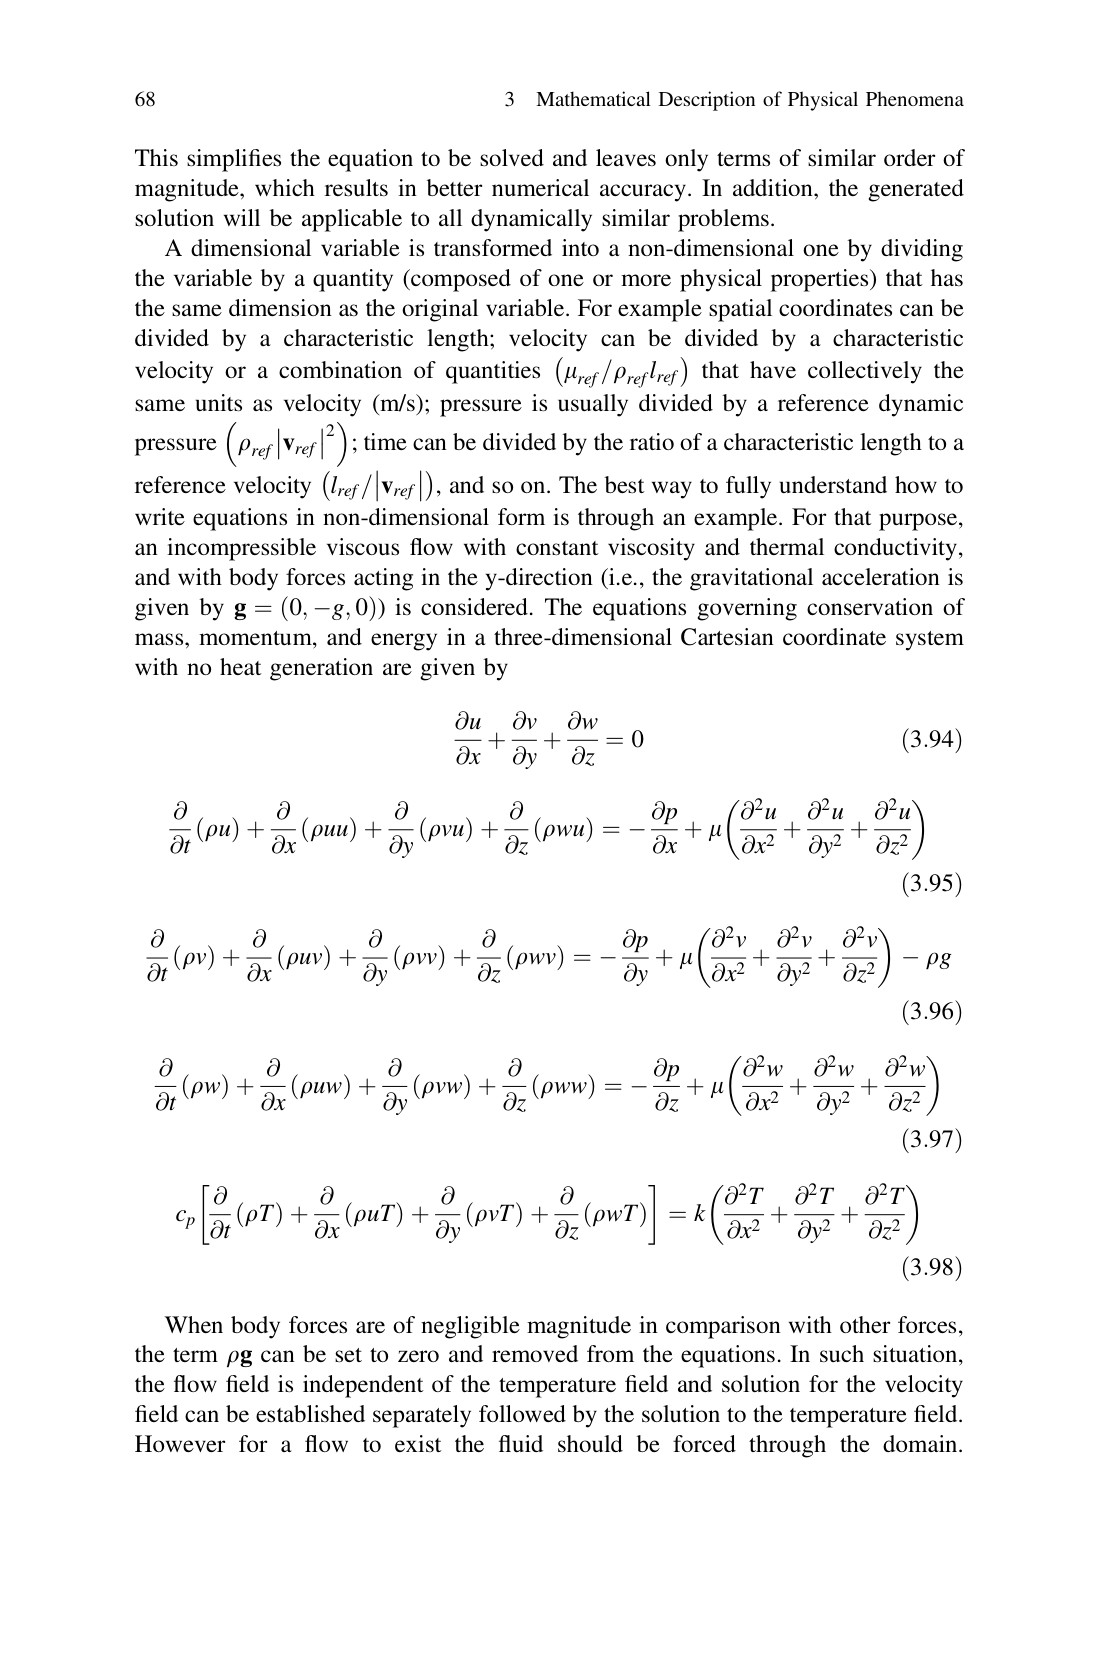 68 3 Mathematical Description of Physical Phenomena
This simplifies the equation to be solved and leaves only terms of similar order of
magnitude, which results in better numerical accuracy. In addition, the generated
solution will be applicable to all dynamically similar problems.
A dimensional variable is transformed into a non-dimensional one by dividing
the variable by a quantity (composed of one or more physical properties) that has
the same dimension as the original variable. For example spatial coordinates can be
divided by a characteristic length; velocity can be divided by a characteristic
velocity or a combination of quantities $\left(\mu_{ref}/\rho_{ref}l_{ref}\right)$ that have collectively the
same units as velocity (m/s); pressure is usually divided by a reference dynamic
pressure $\left(\rho_{ref}\left|\mathbf{v}_{ref}\right|^2\right)$; time can be divided by the ratio of a characteristic length to a
reference velocity $\left(l_{ref}/\left|\mathbf{v}_{ref}\right|\right)$, and so on. The best way to fully understand how to
write equations in non-dimensional form is through an example. For that purpose,
an incompressible viscous flow with constant viscosity and thermal conductivity,
and with body forces acting in the y-direction (i.e., the gravitational acceleration is
given by $\mathbf{g} = (0, -g, 0)$) is considered. The equations governing conservation of
mass, momentum, and energy in a three-dimensional Cartesian coordinate system
with no heat generation are given by
$\frac{\partial u}{\partial x} + \frac{\partial v}{\partial y} + \frac{\partial w}{\partial z} = 0$ (3.94)
$\frac{\partial}{\partial t}(\rho u) + \frac{\partial}{\partial x}(\rho uu) + \frac{\partial}{\partial y}(\rho vu) + \frac{\partial}{\partial z}(\rho wu) = -\frac{\partial p}{\partial x} + \mu\left(\frac{\partial^2 u}{\partial x^2} + \frac{\partial^2 u}{\partial y^2} + \frac{\partial^2 u}{\partial z^2}\right)$
(3.95)
$\frac{\partial}{\partial t}(\rho v) + \frac{\partial}{\partial x}(\rho uv) + \frac{\partial}{\partial y}(\rho vv) + \frac{\partial}{\partial z}(\rho wv) = -\frac{\partial p}{\partial y} + \mu\left(\frac{\partial^2 v}{\partial x^2} + \frac{\partial^2 v}{\partial y^2} + \frac{\partial^2 v}{\partial z^2}\right) - \rho g$
(3.96)
$\frac{\partial}{\partial t}(\rho w) + \frac{\partial}{\partial x}(\rho uw) + \frac{\partial}{\partial y}(\rho vw) + \frac{\partial}{\partial z}(\rho ww) = -\frac{\partial p}{\partial z} + \mu\left(\frac{\partial^2 w}{\partial x^2} + \frac{\partial^2 w}{\partial y^2} + \frac{\partial^2 w}{\partial z^2}\right)$
(3.97)
$c_p\left[\frac{\partial}{\partial t}(\rho T) + \frac{\partial}{\partial x}(\rho uT) + \frac{\partial}{\partial y}(\rho vT) + \frac{\partial}{\partial z}(\rho wT)\right] = k\left(\frac{\partial^2 T}{\partial x^2} + \frac{\partial^2 T}{\partial y^2} + \frac{\partial^2 T}{\partial z^2}\right)$
(3.98)
When body forces are of negligible magnitude in comparison with other forces,
the term $\rho\mathbf{g}$ can be set to zero and removed from the equations. In such situation,
the flow field is independent of the temperature field and solution for the velocity
field can be established separately followed by the solution to the temperature field.
However for a flow to exist the fluid should be forced through the domain.